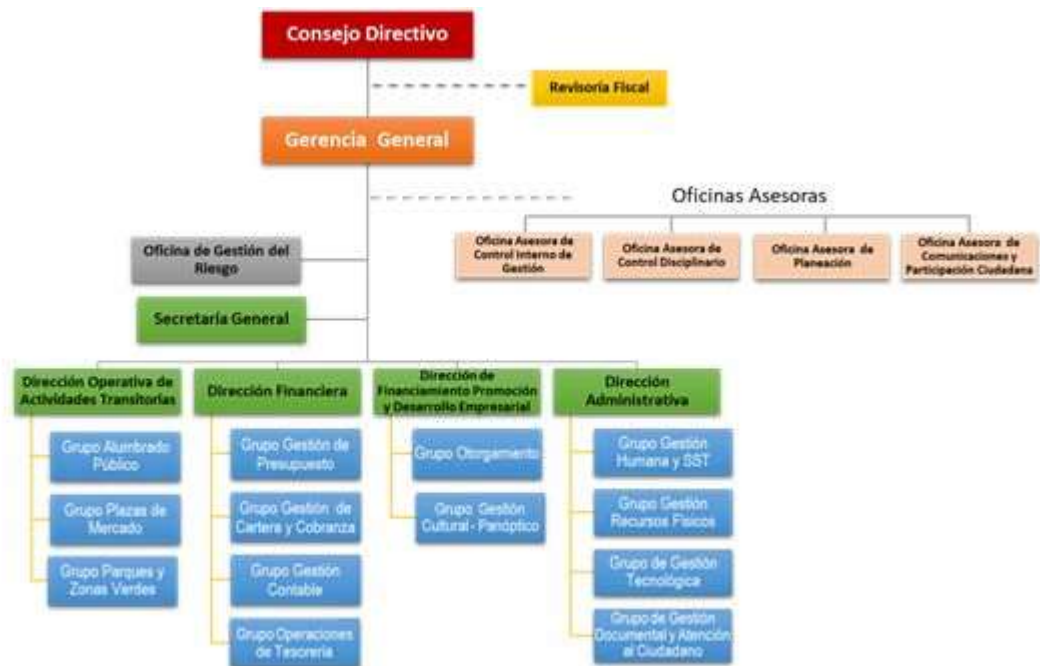 Consejo Directivo
Revisoría Fiscal
Gerencia General
Oficinas Asesoras
Oficina Asesora de
Control Interno de
Gestión
Oficina Asesora de
Control Disciplinario
Oficina Asesora de
Planeación
Oficina Asesora de
Comunicaciones y
Participación Ciudadana
Oficina de Gestión del
Riesgo
Secretaría General
Dirección Operativa de
Actividades Transitorias
Dirección Financiera
Dirección de
Financiamiento Promoción
y Desarrollo Empresarial
Dirección
Administrativa
Grupo Alumbrado
Público
Grupo Plazas de
Mercado
Grupo Parques y
Zonas Verdes
Grupo Gestión de
Presupuesto
Grupo Gestión de
Cartera y Cobranza
Grupo Gestión
Contable
Grupo Operaciones
de Tesorería
Grupo Otorgamiento
Grupo Gestión
Cultural - Panóptico
Grupo Gestión
Humana y SST
Grupo Gestión
Recursos Físicos
Grupo de Gestión
Tecnológica
Grupo de Gestión
Documental y Atención
al Ciudadano